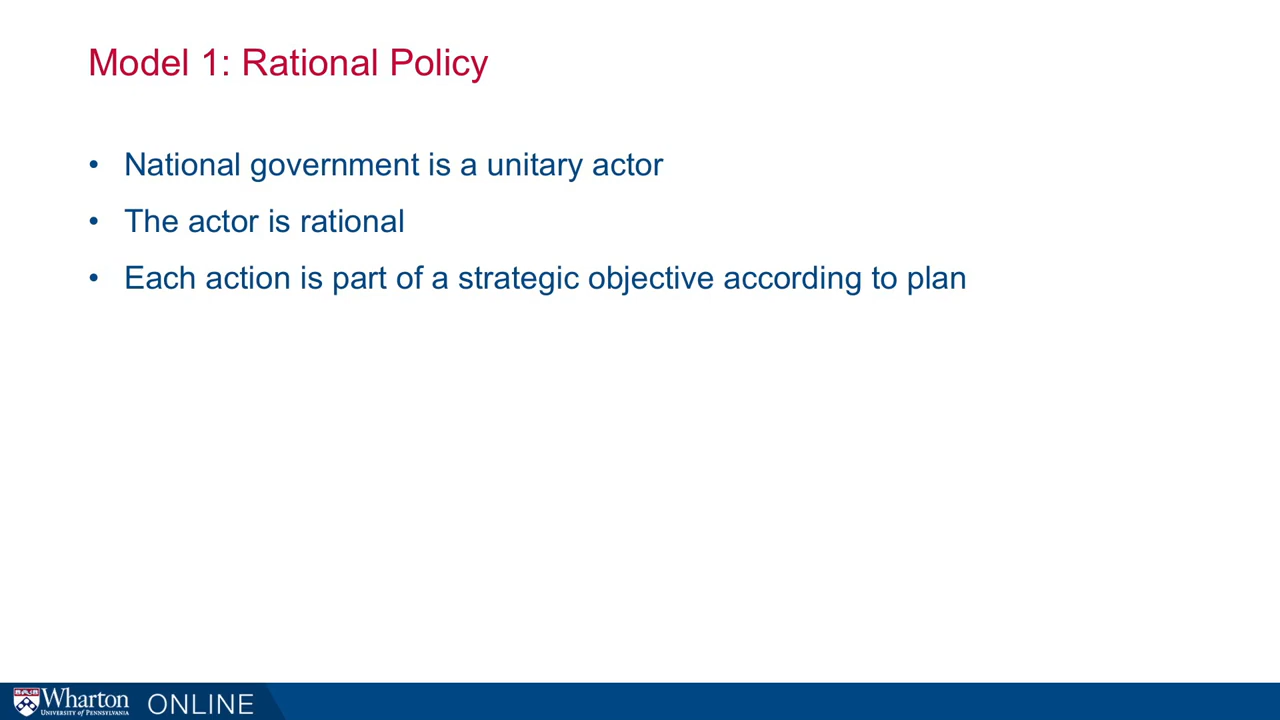 Model 1: Rational Policy
• National government is a unitary actor
• The actor is rational
• Each action is part of a strategic objective according to plan
Wharton ONLINE
UNIVERSITY OF PENNSYLVANIA